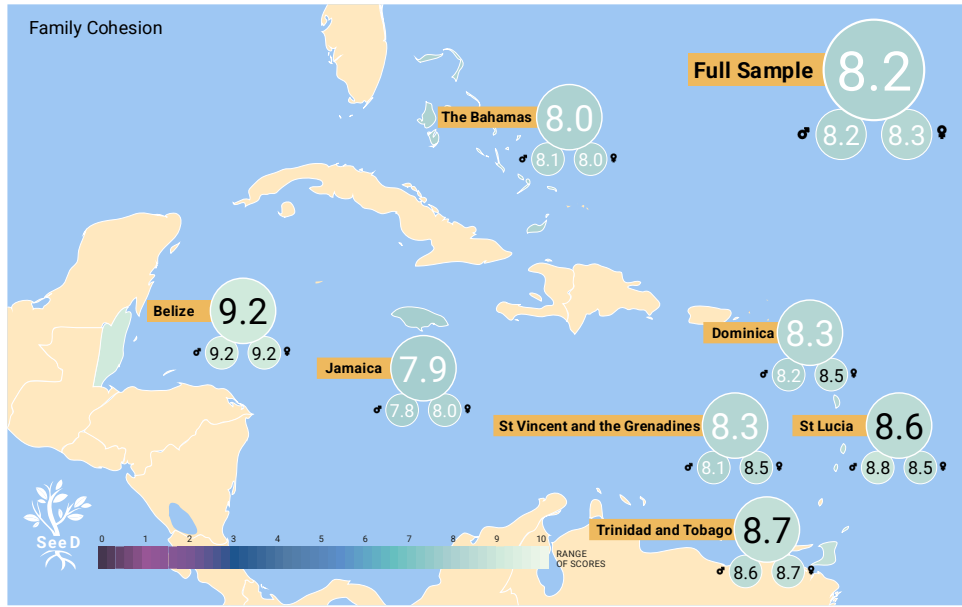 Family Cohesion
Full Sample
8.2
♂ 8.2 8.3 ♀
The Bahamas
8.0
♂ 8.1 8.0 ♀
Belize
9.2
♂ 9.2 9.2 ♀
Jamaica
7.9
♂ 7.8 8.0 ♀
Dominica
8.3
♂ 8.2 8.5 ♀
St Vincent and the Grenadines
8.3
♂ 8.1 8.5 ♀
St Lucia
8.6
♂ 8.8 8.5 ♀
Trinidad and Tobago
8.7
♂ 8.6 8.7 ♀
SeeD
0 1 2 3 4 5 6 7 8 9 10
RANGE
OF SCORES